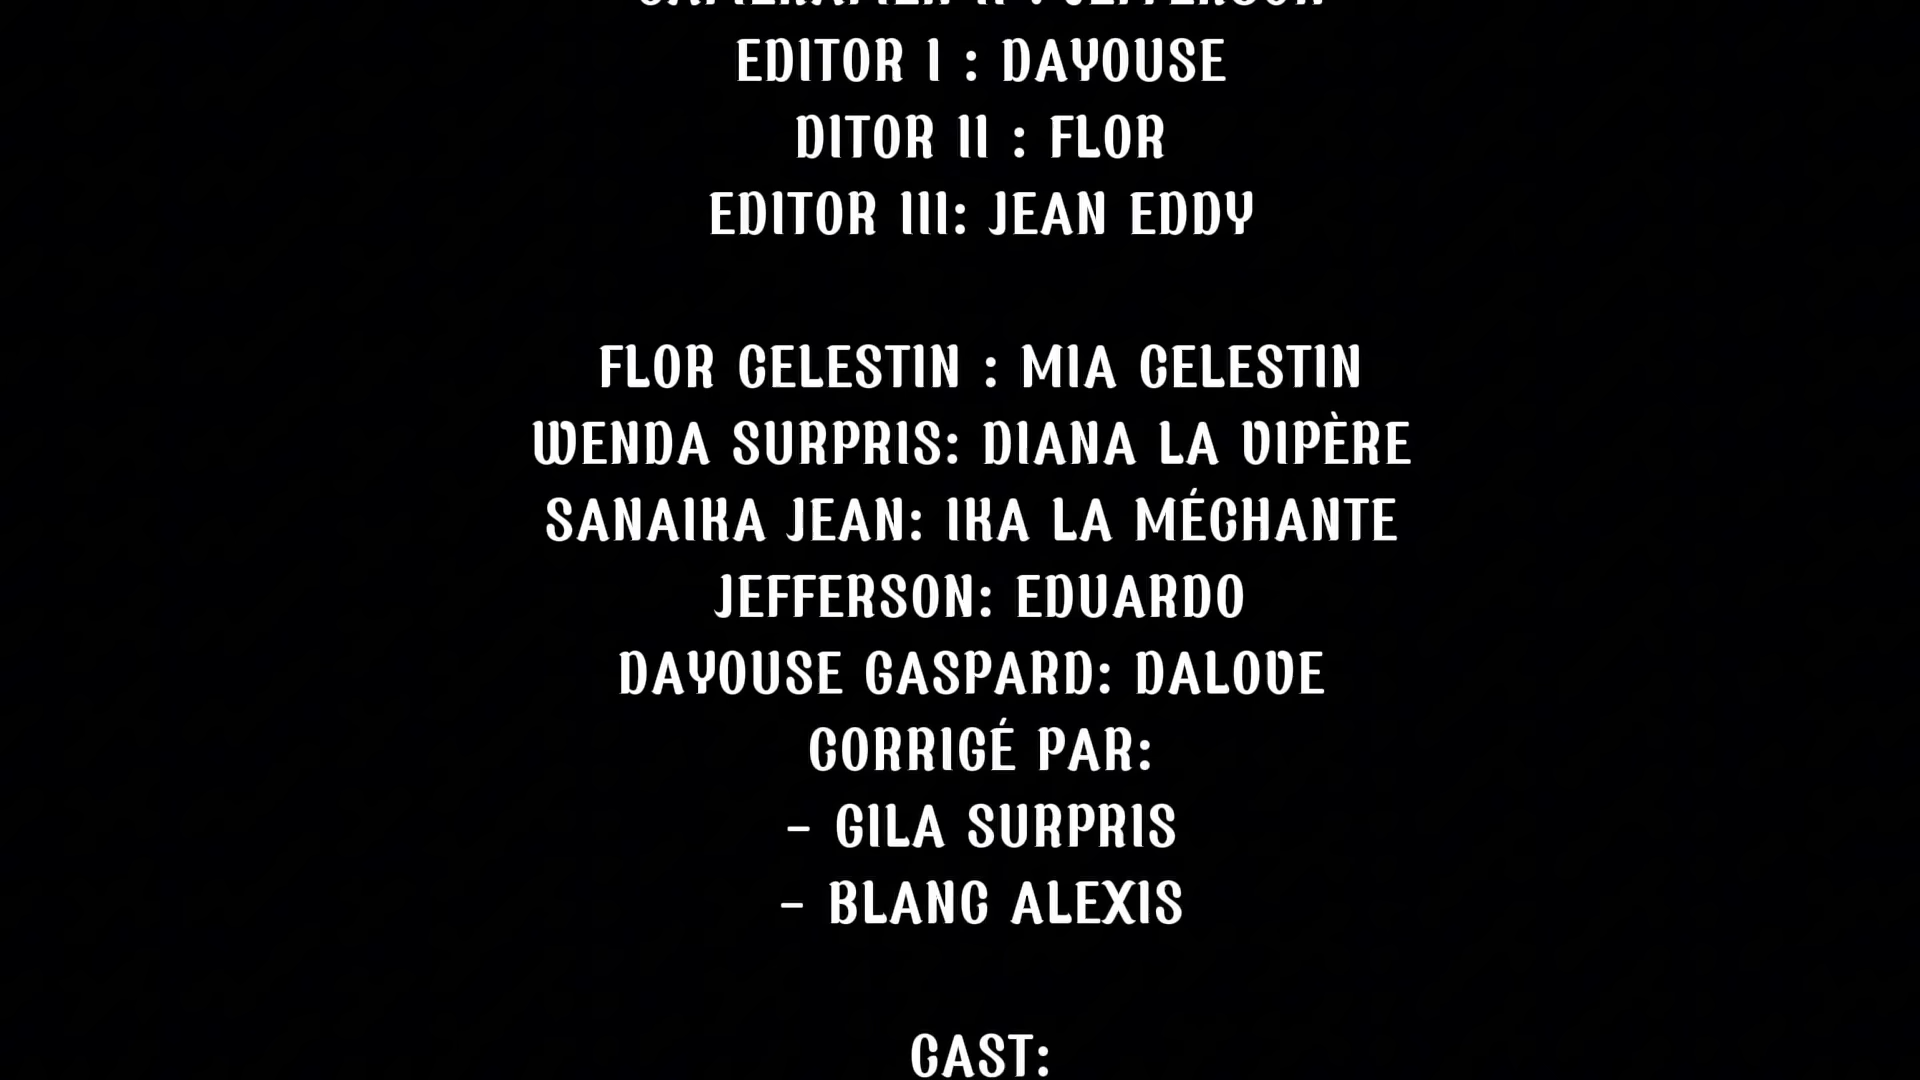 EDITOR I : DAYOUSE
DITOR II : FLOR
EDITOR III: JEAN EDDY
FLOR CELESTIN : MIA CELESTIN
WENDA SURPRIS: DIANA LA VIPÈRE
SANAIKA JEAN: IKA LA MÉCHANTE
JEFFERSON: EDUARDO
DAYOUSE GASPARD: DALOVE
CORRIGÉ PAR:
- GILA SURPRIS
- BLANC ALEXIS
CAST: